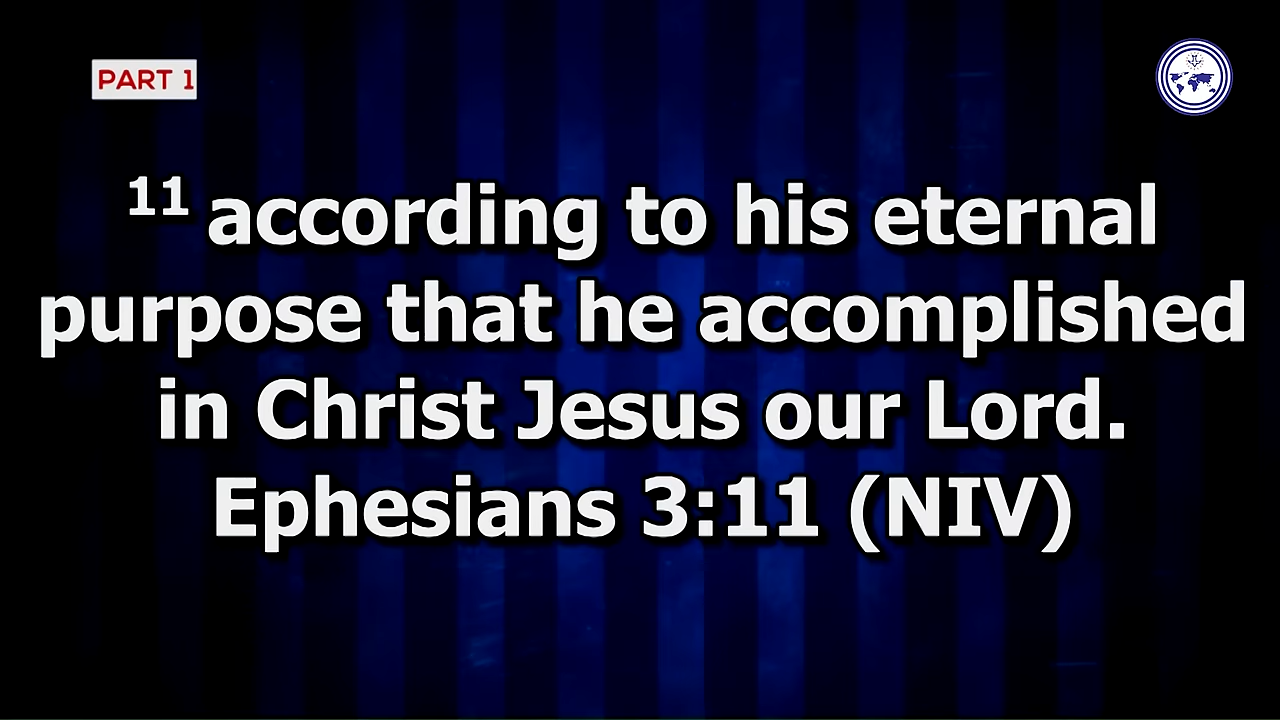 PART 1
¹¹ according to his eternal
purpose that he accomplished
in Christ Jesus our Lord.
Ephesians 3:11 (NIV)